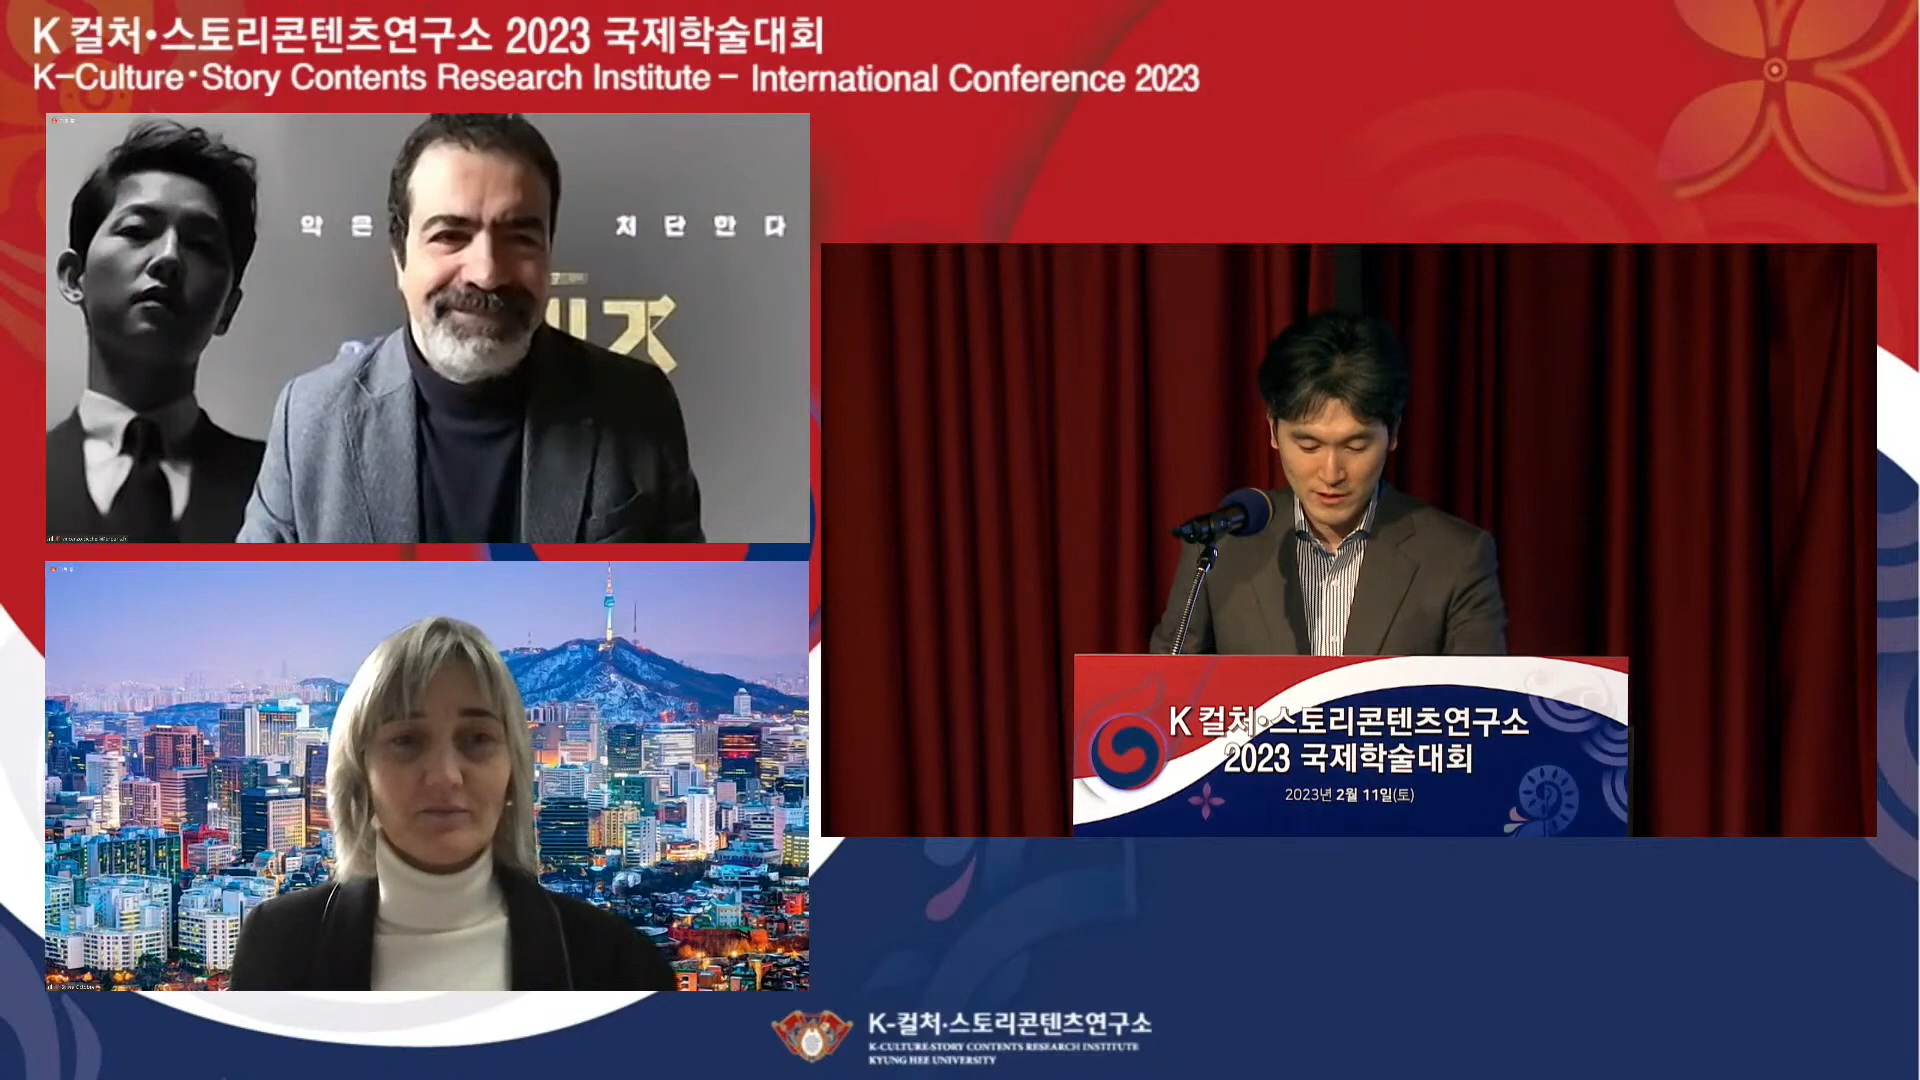 K 컬처•스토리콘텐츠연구소 2023 국제학술대회
K-Culture•Story Contents Research Institute - International Conference 2023
악 은
처 단 한 다
K 컬처•스토리콘텐츠연구소
2023 국제학술대회
2023년 2월 11일(토)
K-컬처•스토리콘텐츠연구소
K-CULTURE•STORY CONTENTS RESEARCH INSTITUTE
KYUNG HEE UNIVERSITY